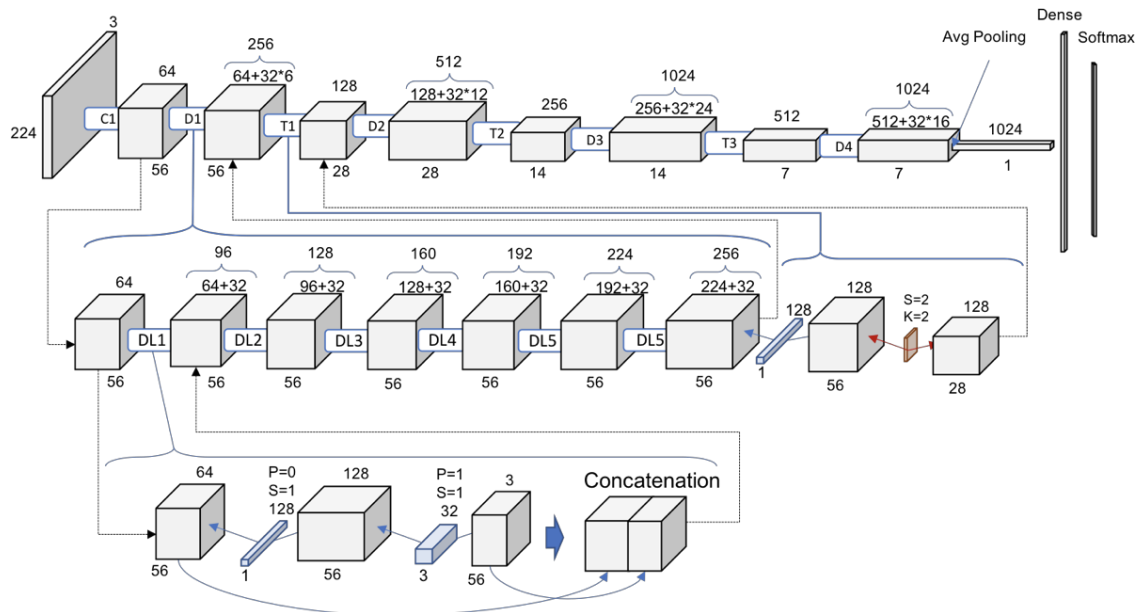 3
224
C1
64
56
D1
256
64+32*6
56
T1
128
28
D2
512
128+32*12
28
T2
256
14
D3
1024
256+32*24
14
T3
512
7
D4
1024
512+32*16
7
Avg Pooling
1024
1
Dense
Softmax
64
56
DL1
96
64+32
56
DL2
128
96+32
56
DL3
160
128+32
56
DL4
192
160+32
56
DL5
224
192+32
56
DL5
256
224+32
56
128
1
128
56
S=2
K=2
128
28
64
56
P=0
S=1
128
1
128
56
P=1
S=1
32
3
3
56
Concatenation